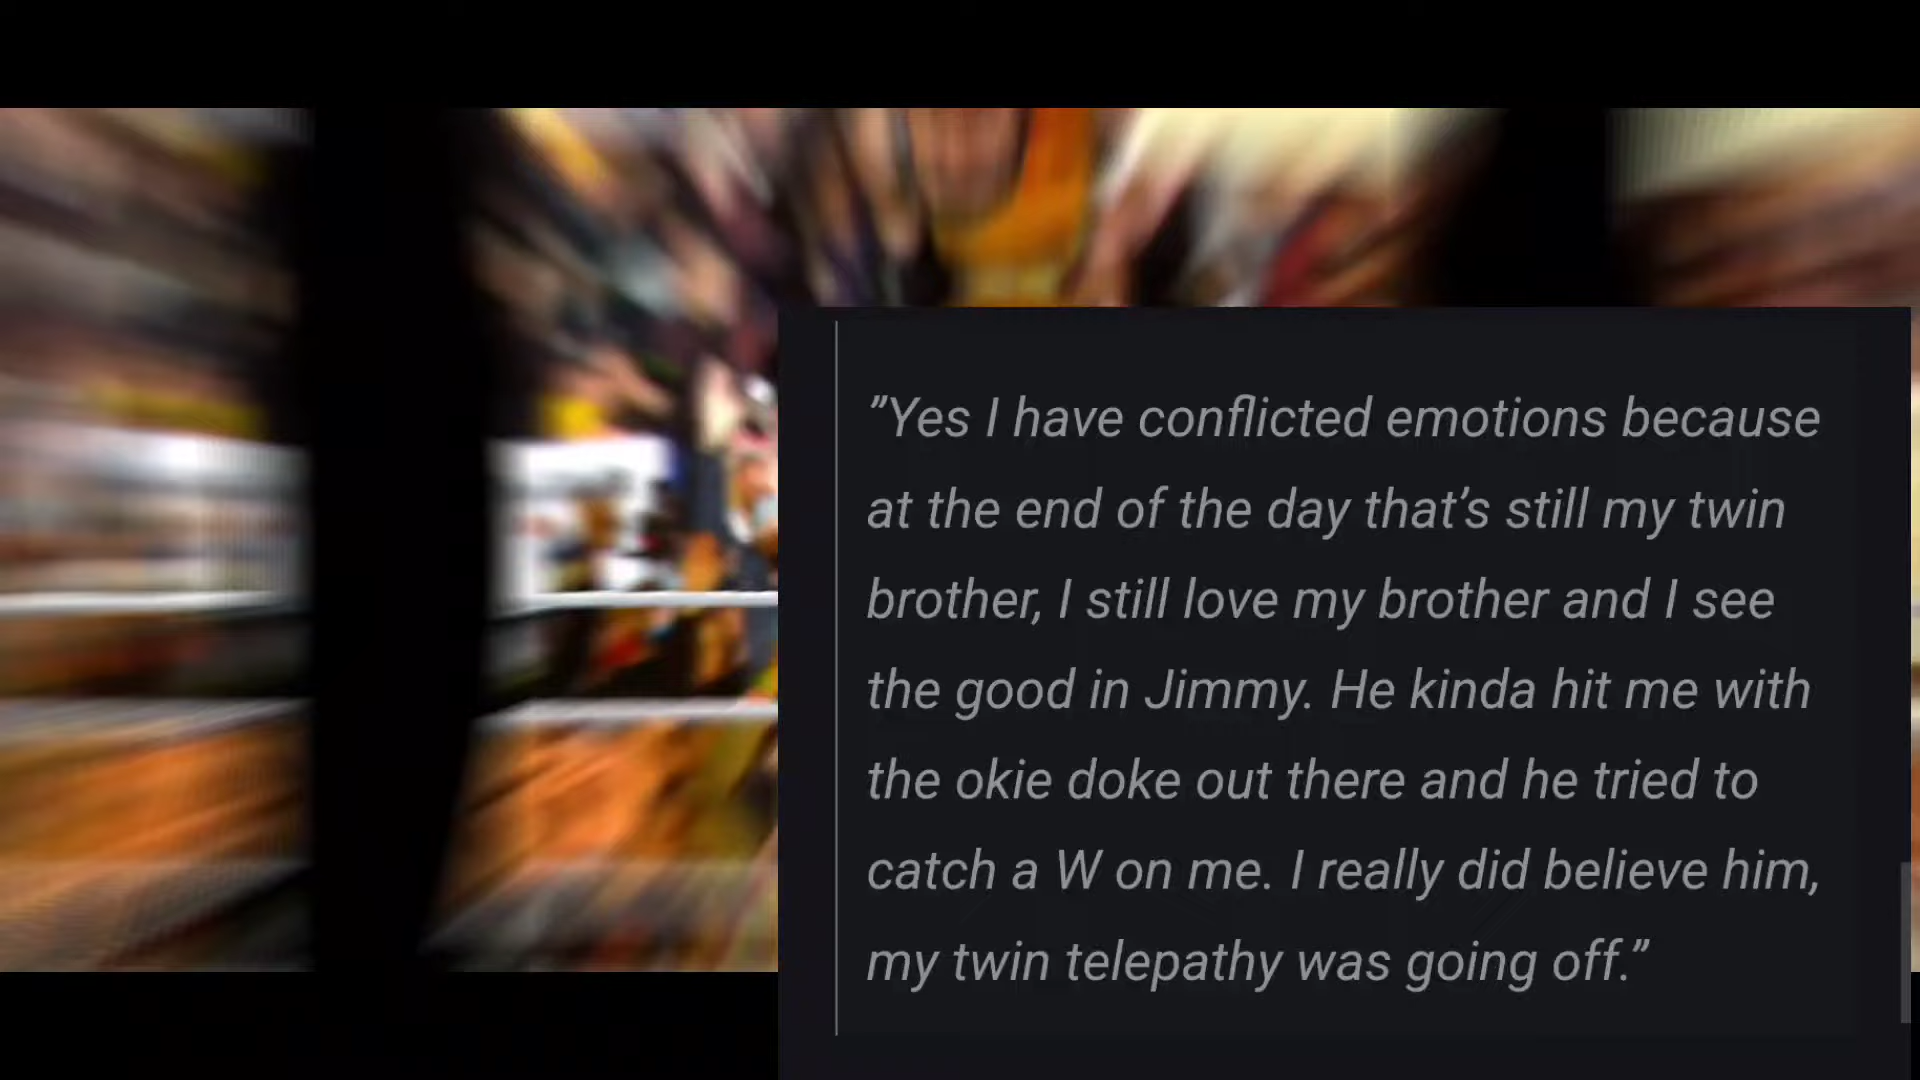 ”Yes I have conflicted emotions because
at the end of the day that’s still my twin
brother, I still love my brother and I see
the good in Jimmy. He kinda hit me with
the okie doke out there and he tried to
catch a W on me. I really did believe him,
my twin telepathy was going off.”